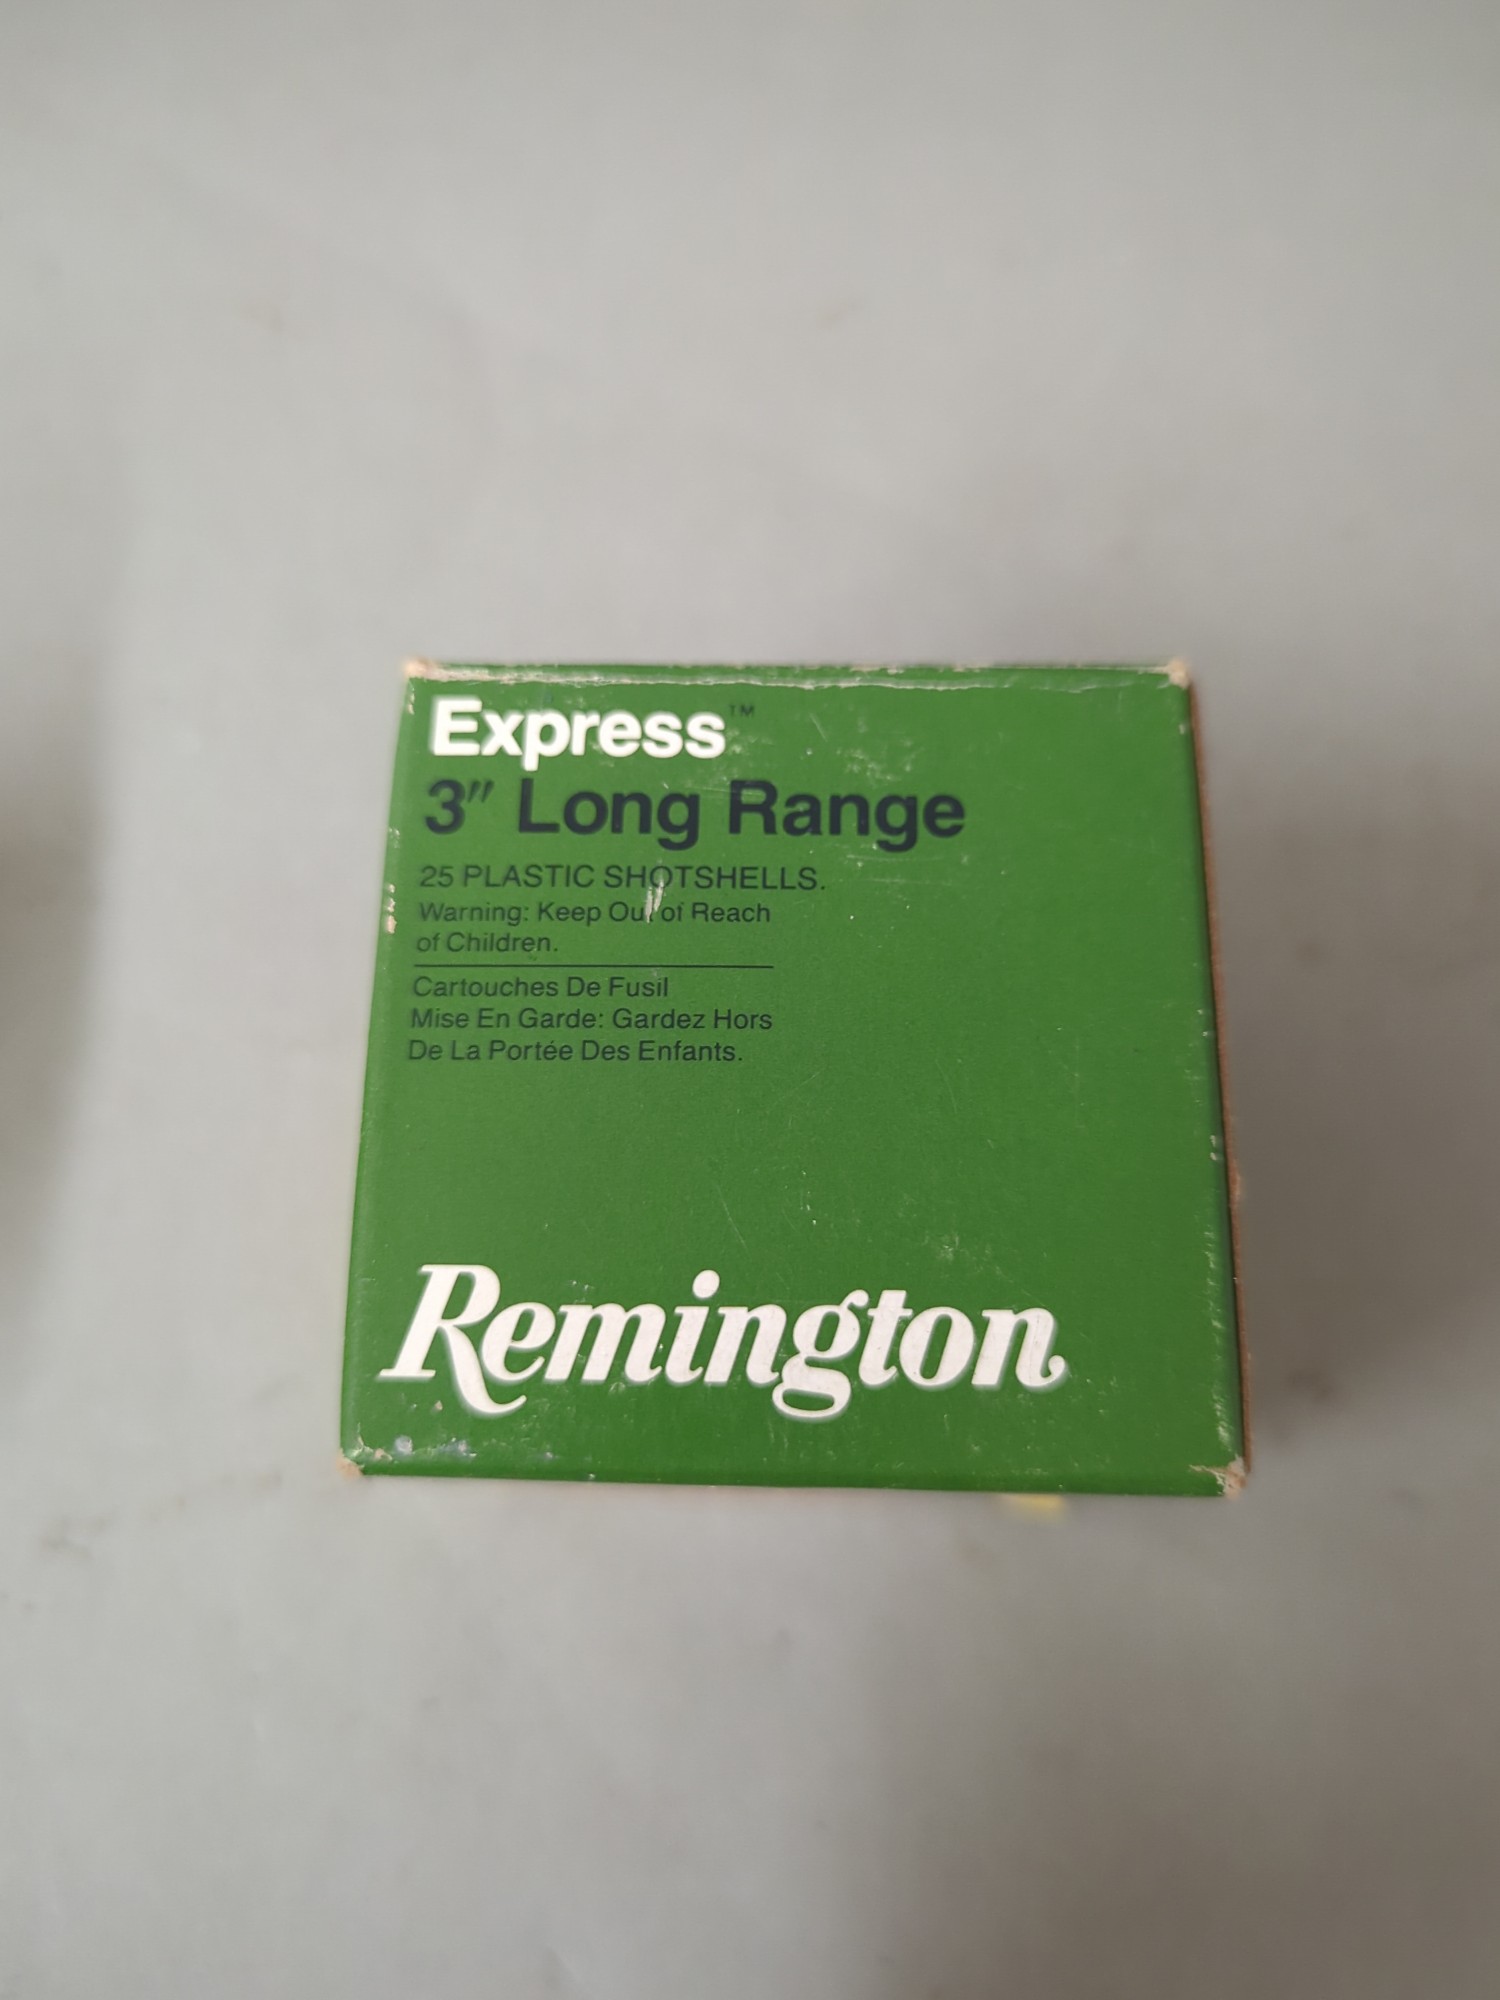 Express™
3" Long Range
25 PLASTIC SHOTSHELLS.
Warning: Keep Out of Reach
of Children.
Cartouches De Fusil
Mise En Garde: Gardez Hors
De La Portée Des Enfants.
Remington